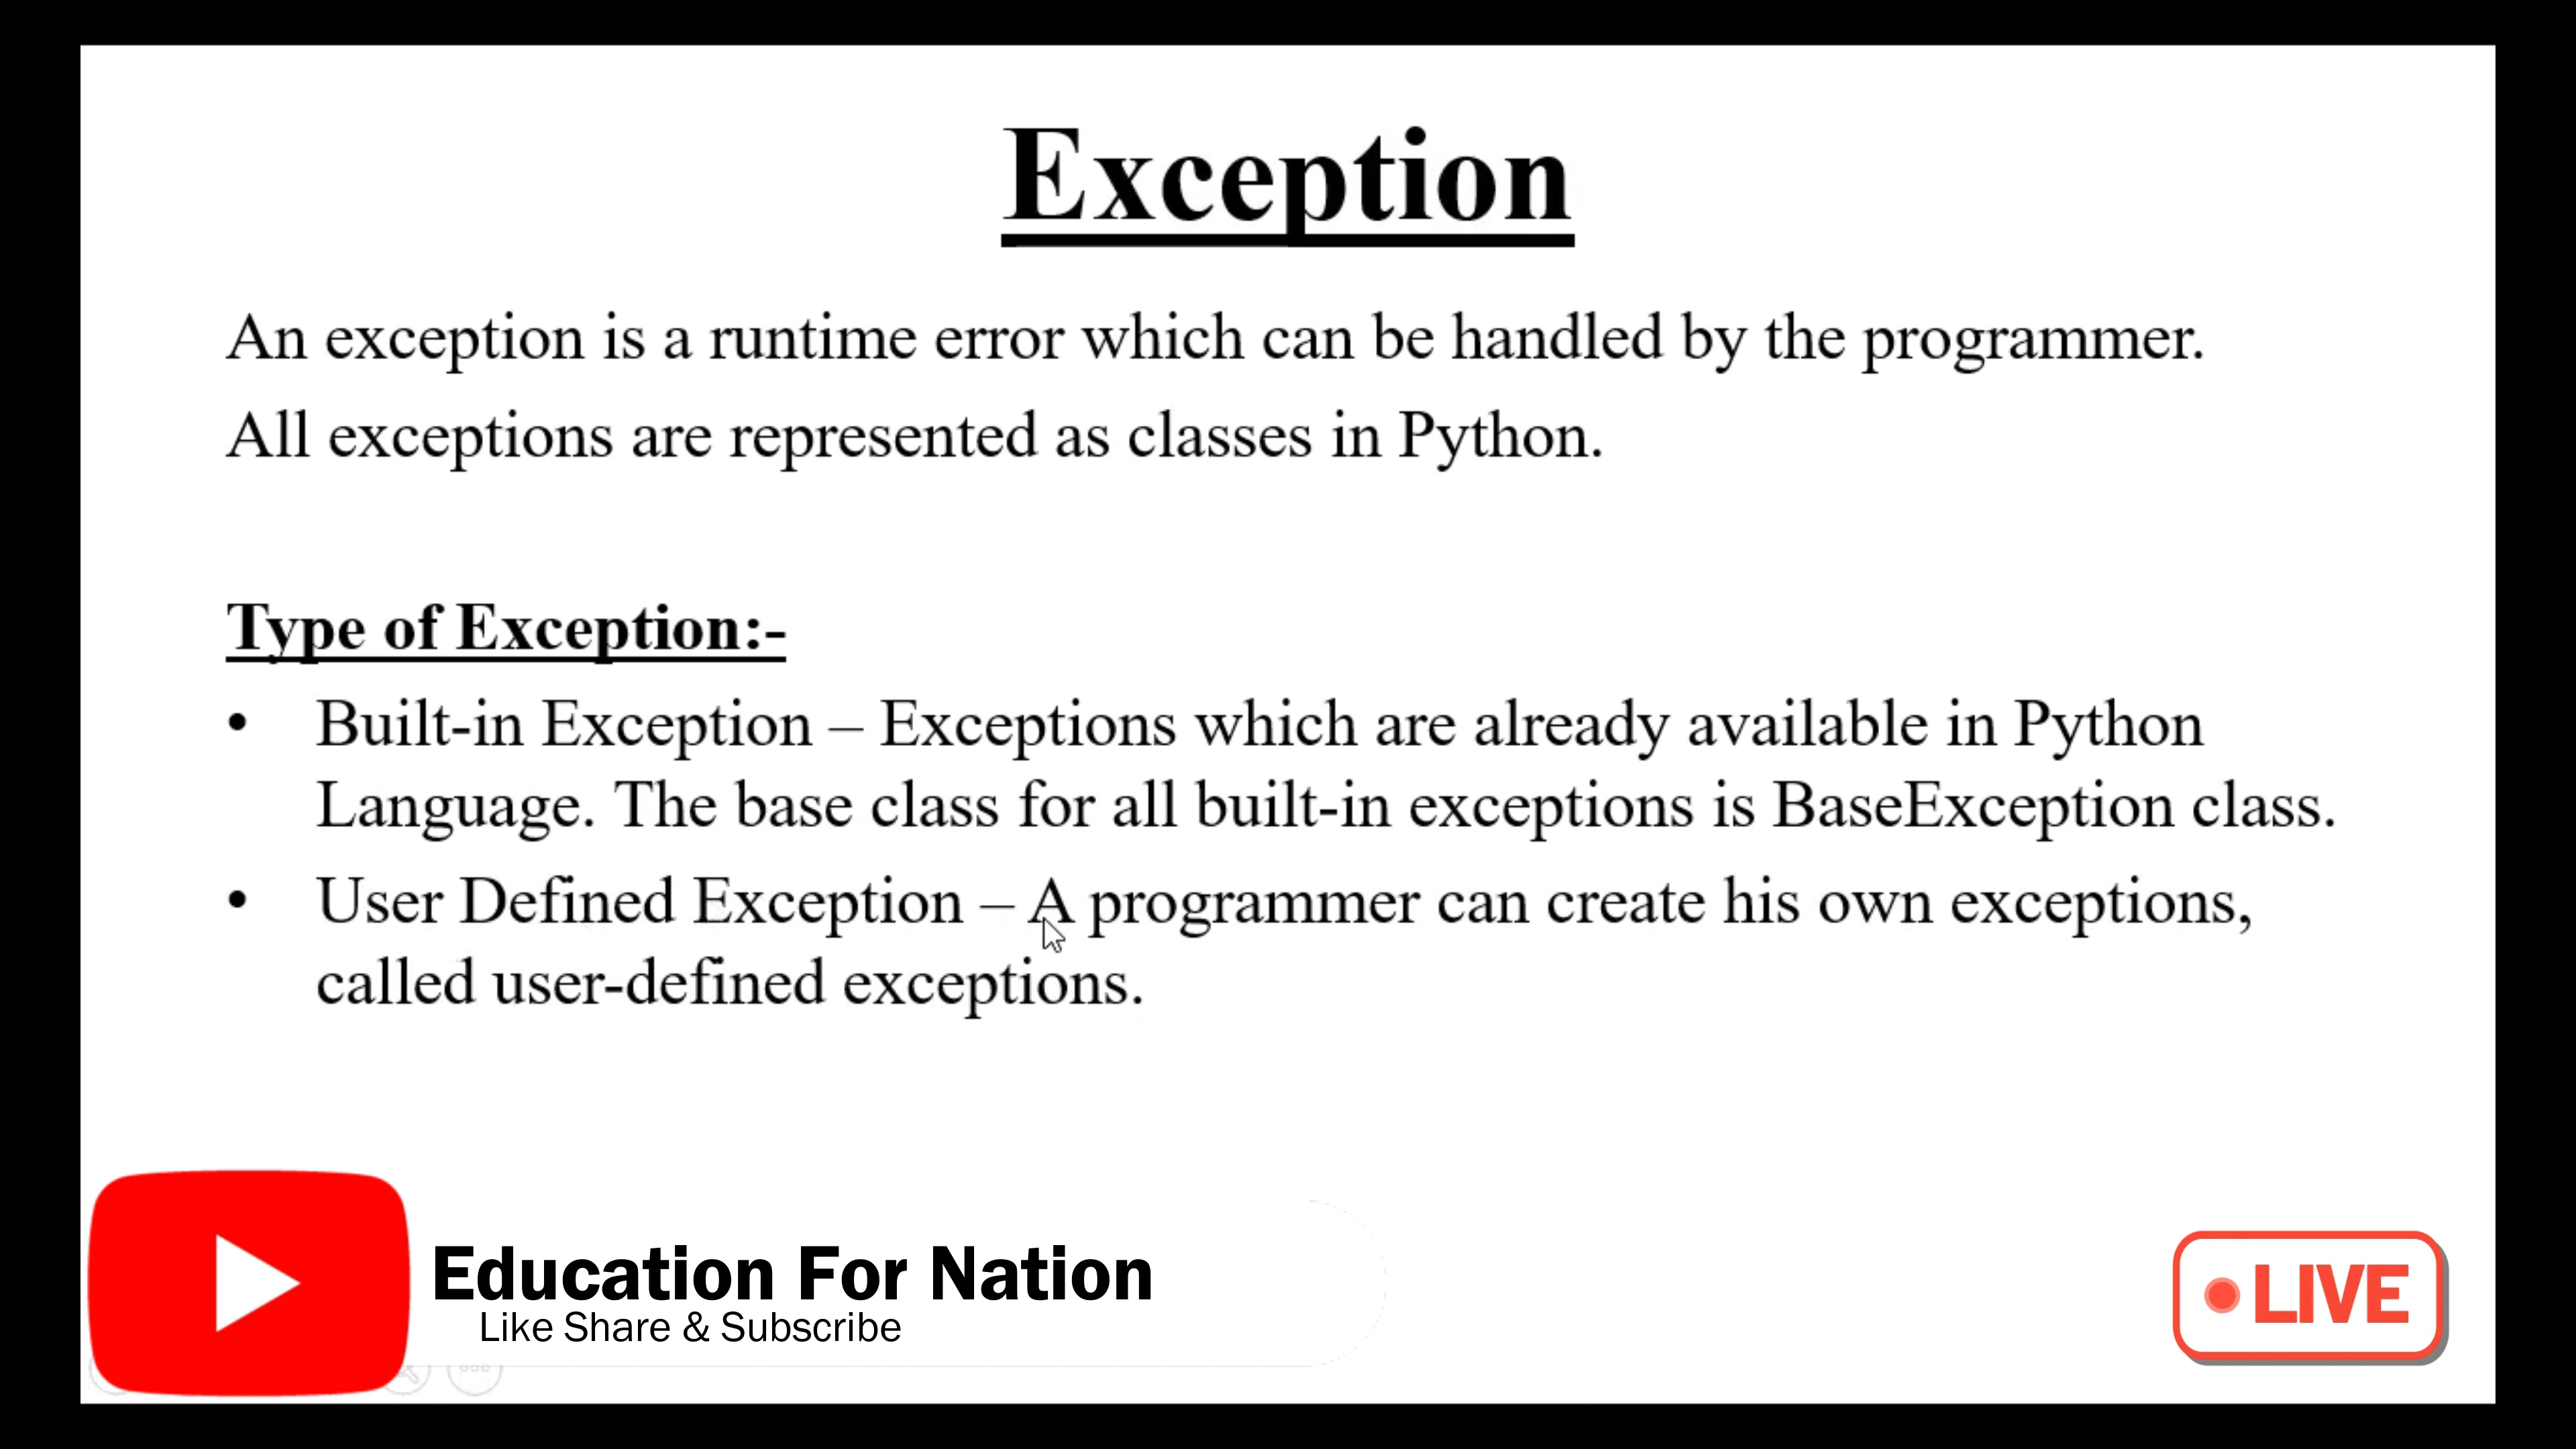 Exception
An exception is a runtime error which can be handled by the programmer.
All exceptions are represented as classes in Python.
Type of Exception:-
• Built-in Exception – Exceptions which are already available in Python
Language. The base class for all built-in exceptions is BaseException class.
• User Defined Exception – A programmer can create his own exceptions,
called user-defined exceptions.
Education For Nation
Like Share & Subscribe
LIVE